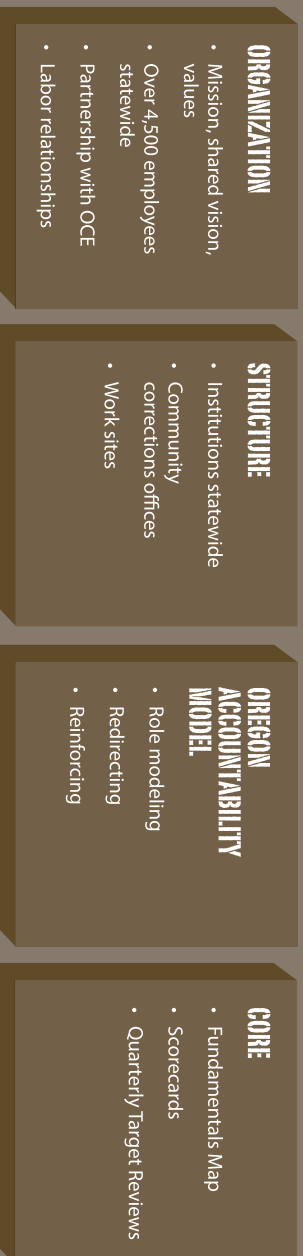 ORGANIZATION
• Mission, shared vision,
values
• Over 4,500 employees
statewide
• Partnership with OCE
• Labor relationships
STRUCTURE
• Institutions statewide
• Community
corrections offices
• Work sites
OREGON
ACCOUNTABILITY
MODEL
• Role modeling
• Redirecting
• Reinforcing
CORE
• Fundamentals Map
• Scorecards
• Quarterly Target Reviews